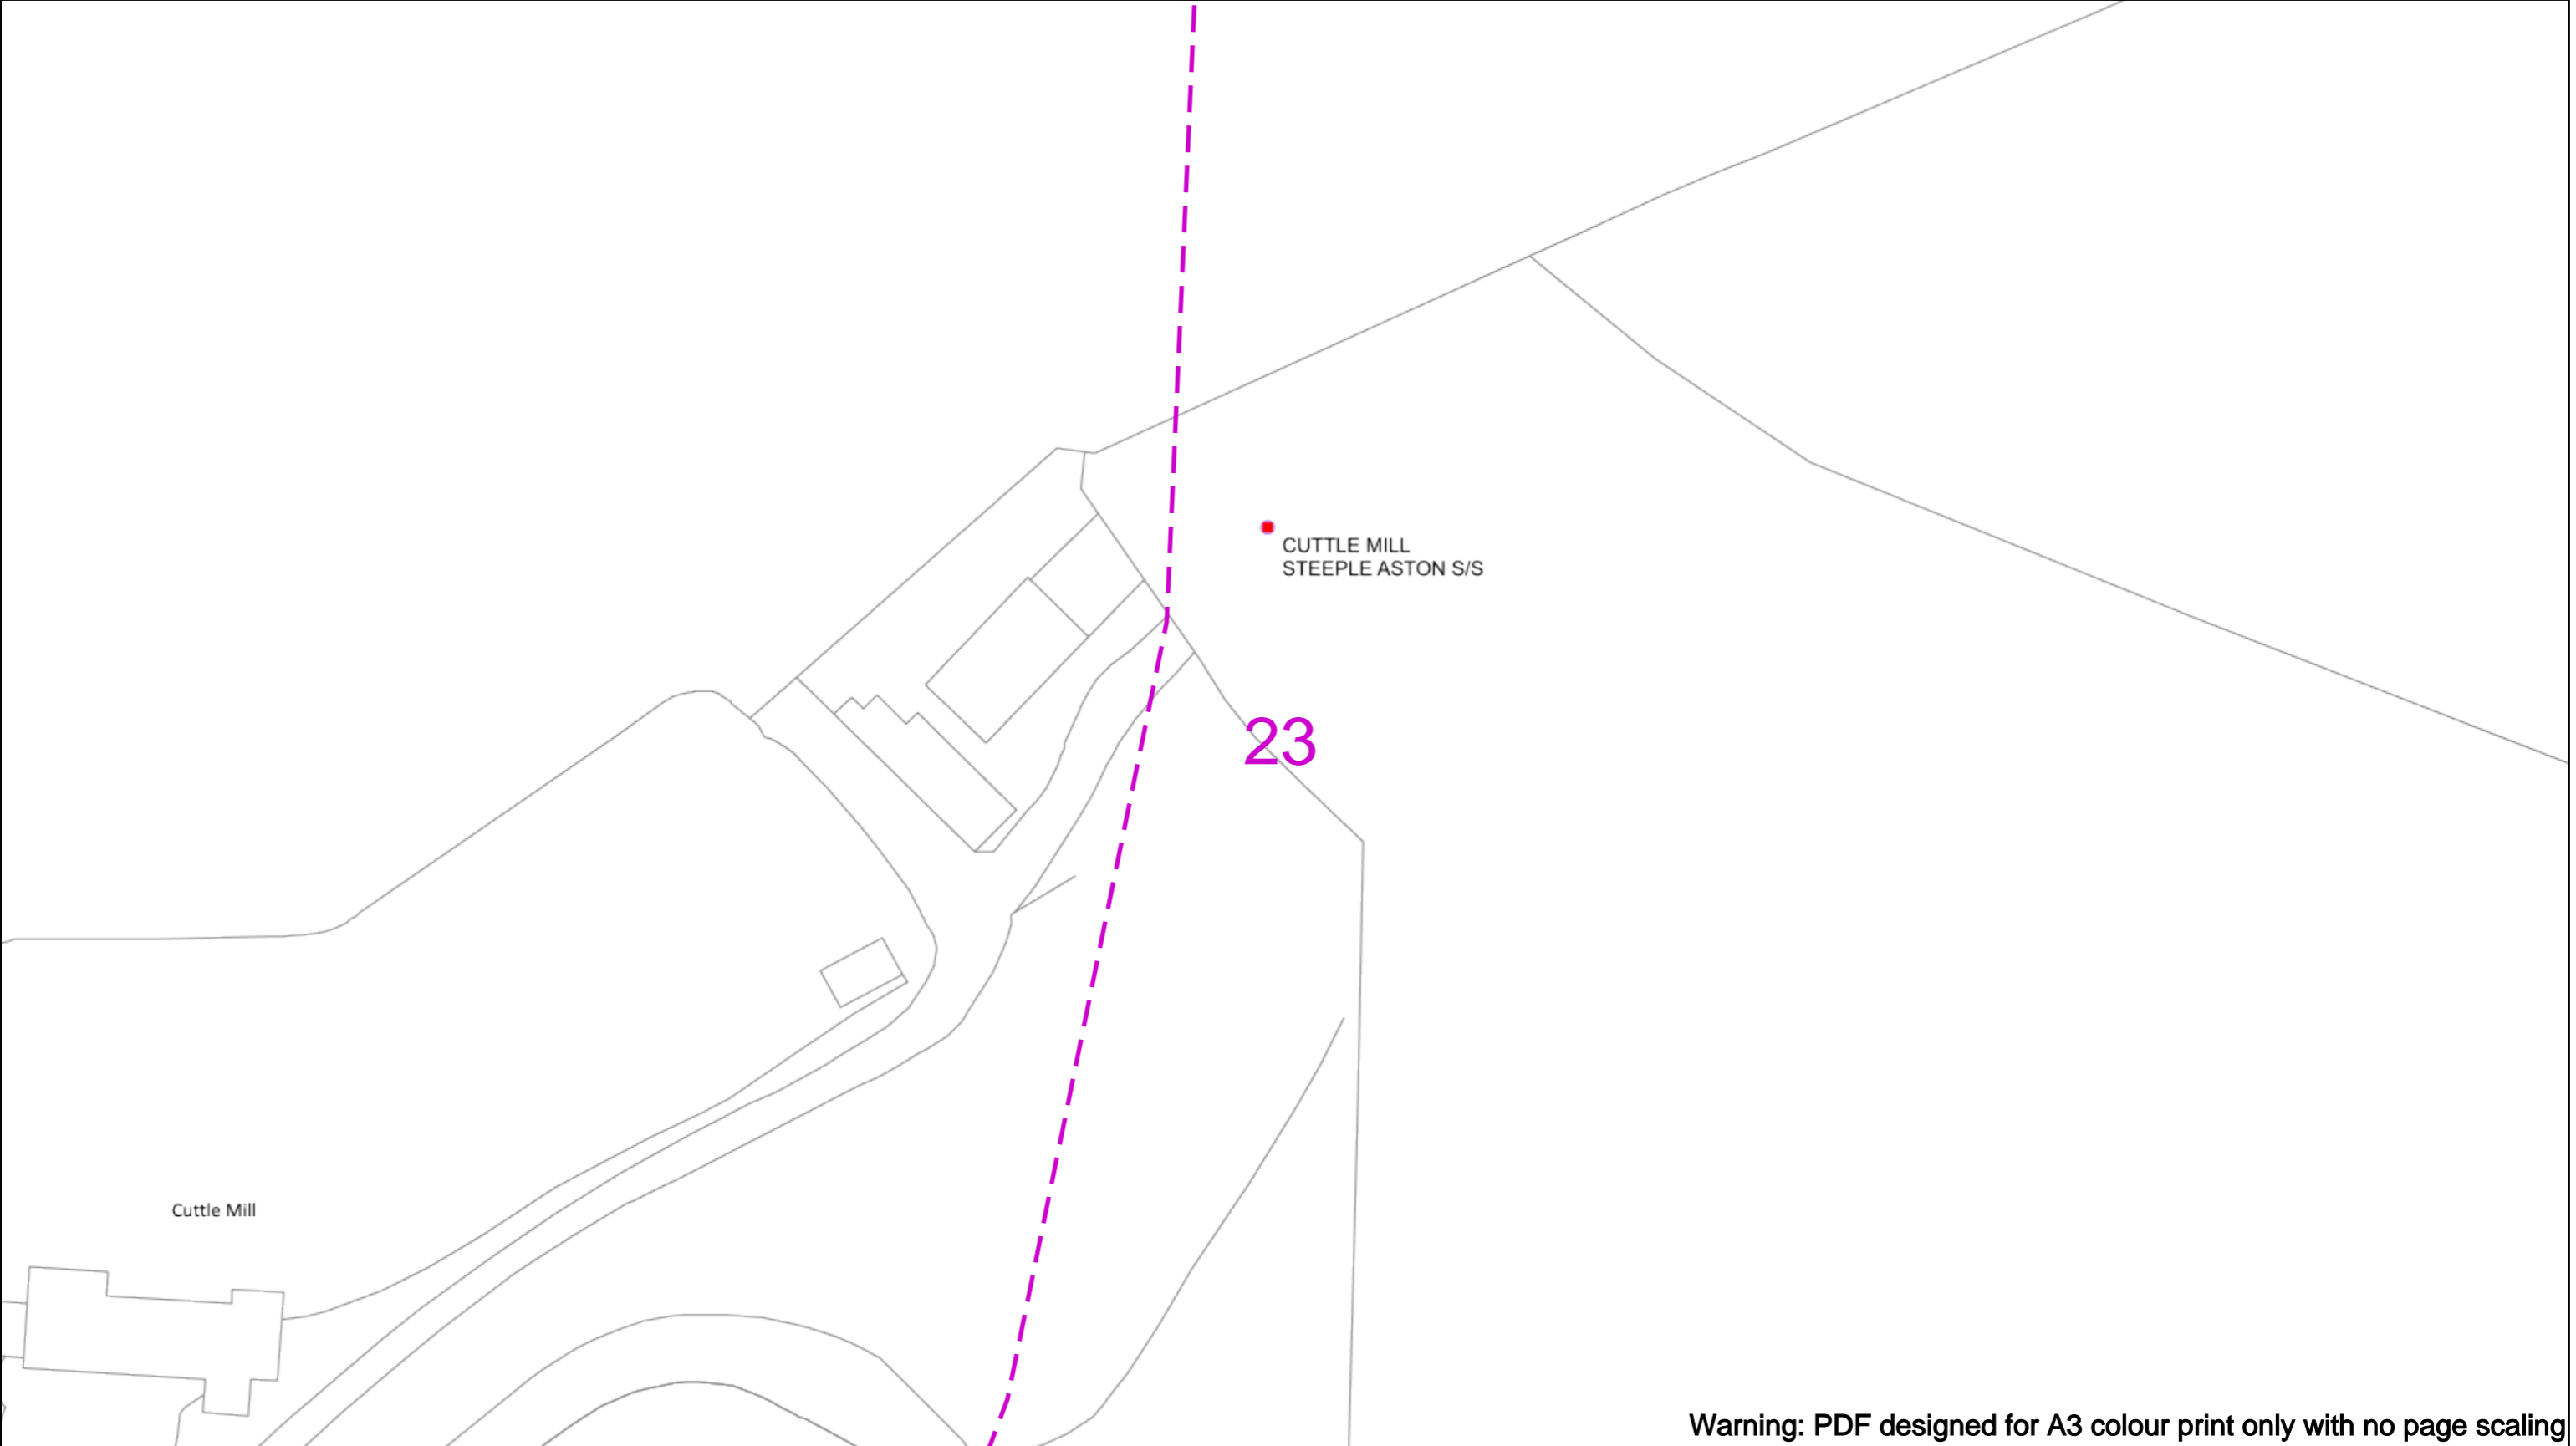 CUTTLE MILL
STEEPLE ASTON S/S
23
Cuttle Mill
Warning: PDF designed for A3 colour print only with no page scaling